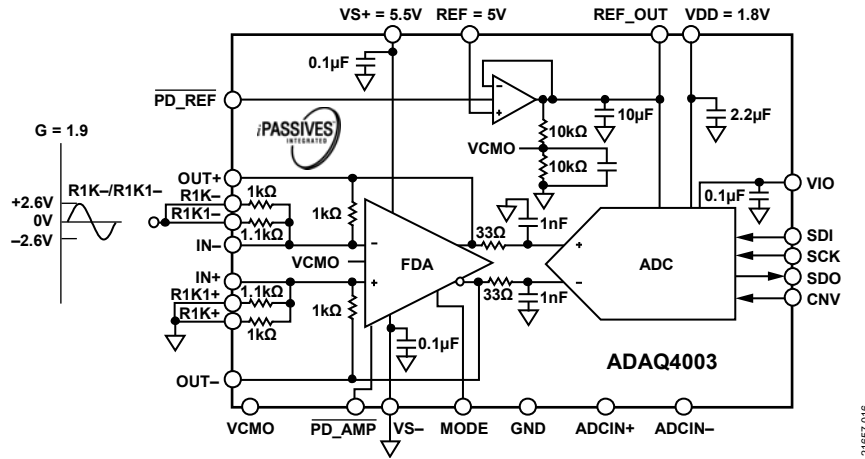 VS+ = 5.5V
REF = 5V
REF_OUT
VDD = 1.8V
0.1µF
PD_REF
iPASSIVES
INTEGRATED
10kΩ
10µF
2.2µF
G = 1.9
VCMO
10kΩ
OUT+
VIO
+2.6V
R1K–/R1K1–
R1K–
1kΩ
0.1µF
0V
R1K1–
1kΩ
1nF
–2.6V
1.1kΩ
33Ω
SDI
IN–
VCMO
FDA
ADC
SCK
IN+
SDO
R1K1+
1.1kΩ
33Ω
1nF
CNV
R1K+
1kΩ
1kΩ
0.1µF
ADAQ4003
OUT–
VCMO
PD_AMP
VS–
MODE
GND
ADCIN+
ADCIN–
21657-016